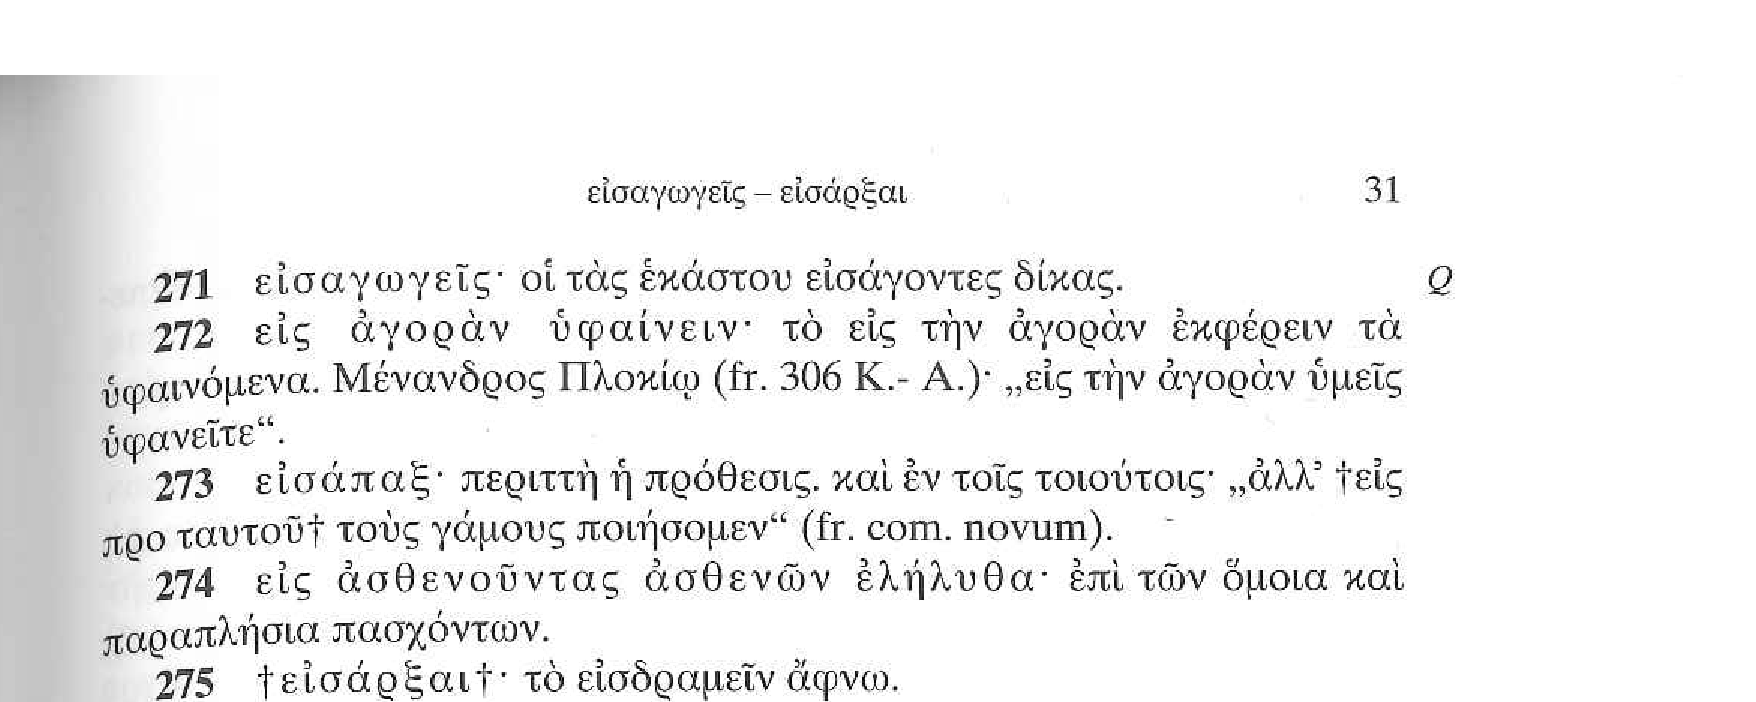 εἰσαγωγεῖς – εἰσάρξαι 31
271 εἰσαγωγεῖς· οἱ τὰς ἑκάστου εἰσάγοντες δίκας. Q
272 εἰς ἀγορὰν ὑφαίνειν· τὸ εἰς τὴν ἀγορὰν ἐκφέρειν τὰ
ὑφαινόμενα. Μένανδρος Πλοκίῳ (fr. 306 K.- A.)· „εἰς τὴν ἀγορὰν ὑμεῖς
ὑφανεῖτε“.
273 εἰσάπαξ· περιττὴ ἡ πρόθεσις. καὶ ἐν τοῖς τοιούτοις· „ἀλλ’ †εἰς
προ ταυτοῦ† τοὺς γάμους ποιήσομεν“ (fr. com. novum).
274 εἰς ἀσθενοῦντας ἀσθενῶν ἐλήλυθα· ἐπὶ τῶν ὅμοια καὶ
παραπλήσια πασχόντων.
275 †εἰσάρξαι†· τὸ εἰσδραμεῖν ἄφνω.